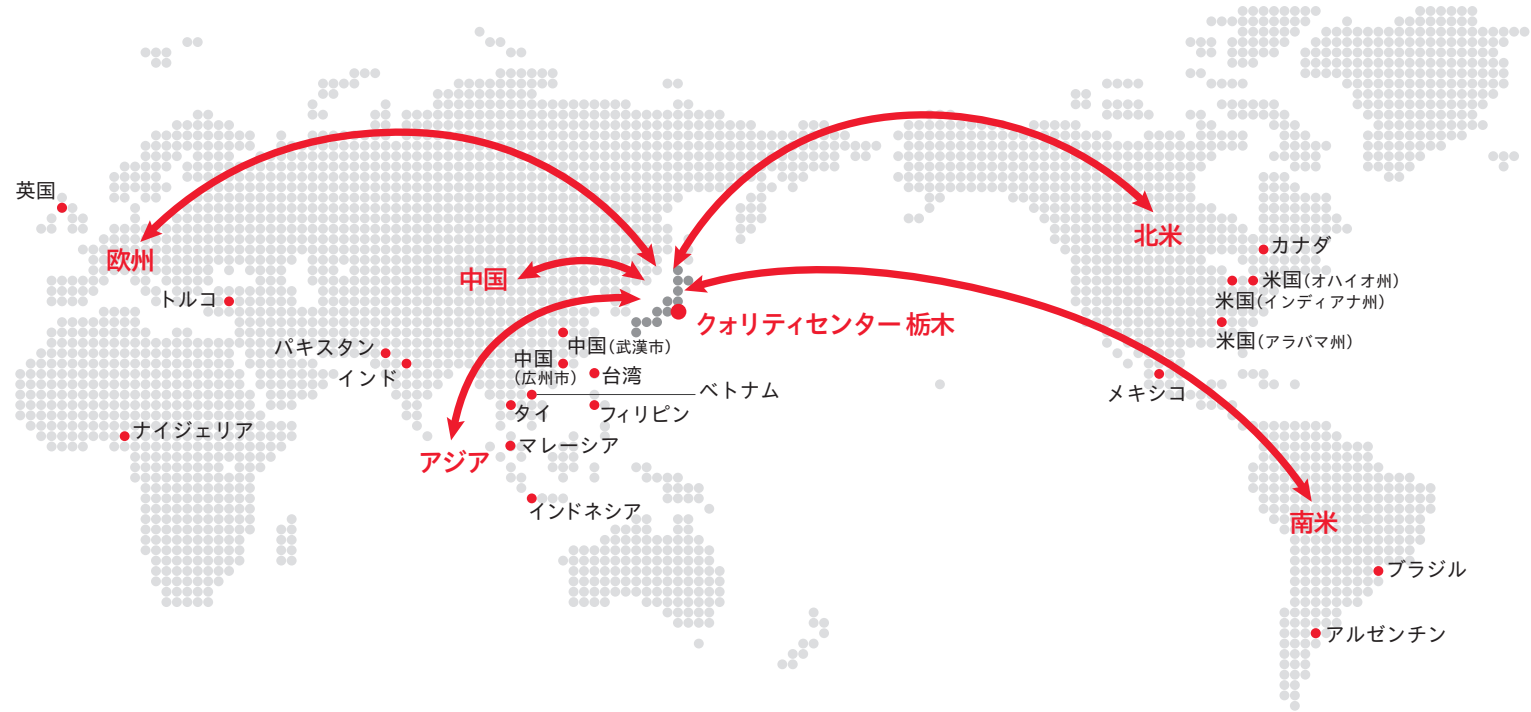 英国
欧州
トルコ
パキスタン
インド
ナイジェリア
中国
アジア
中国(武漢市)
中国
(広州市)
台湾
ベトナム
タイ
フィリピン
マレーシア
インドネシア
クォリティセンター 栃木
北米
カナダ
米国(オハイオ州)
米国(インディアナ州)
米国(アラバマ州)
メキシコ
南米
ブラジル
アルゼンチン